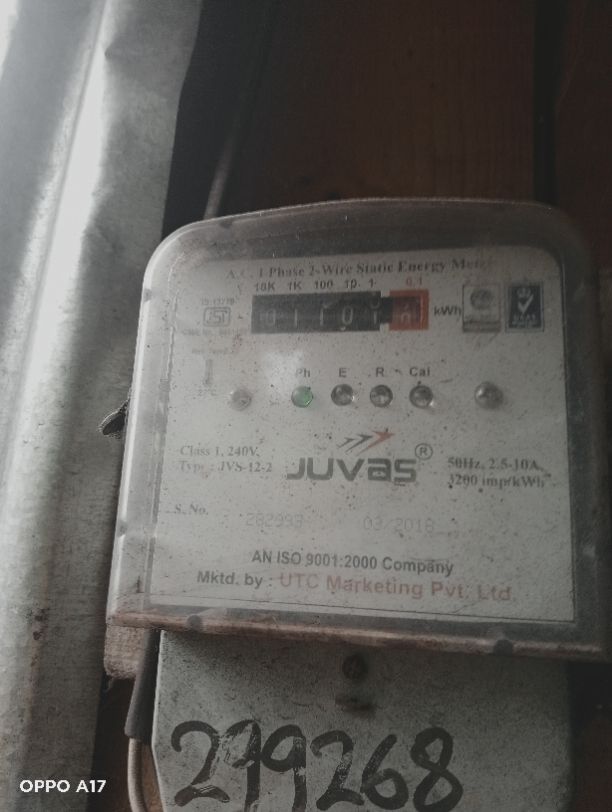 A.C. 1 Phase 2-Wire Static Energy Meter
10K 1K 100 10 1 0.1
kWh
Ph E R Cal
Class 1, 240V,
Type : JVS-12-2
JUVAS®
50Hz, 2.5-10A,
3200 imp/kWh
S. No.
282993 03/2018
AN ISO 9001:2000 Company
Mktd. by : UTC Marketing Pvt. Ltd.
299268
OPPO A17